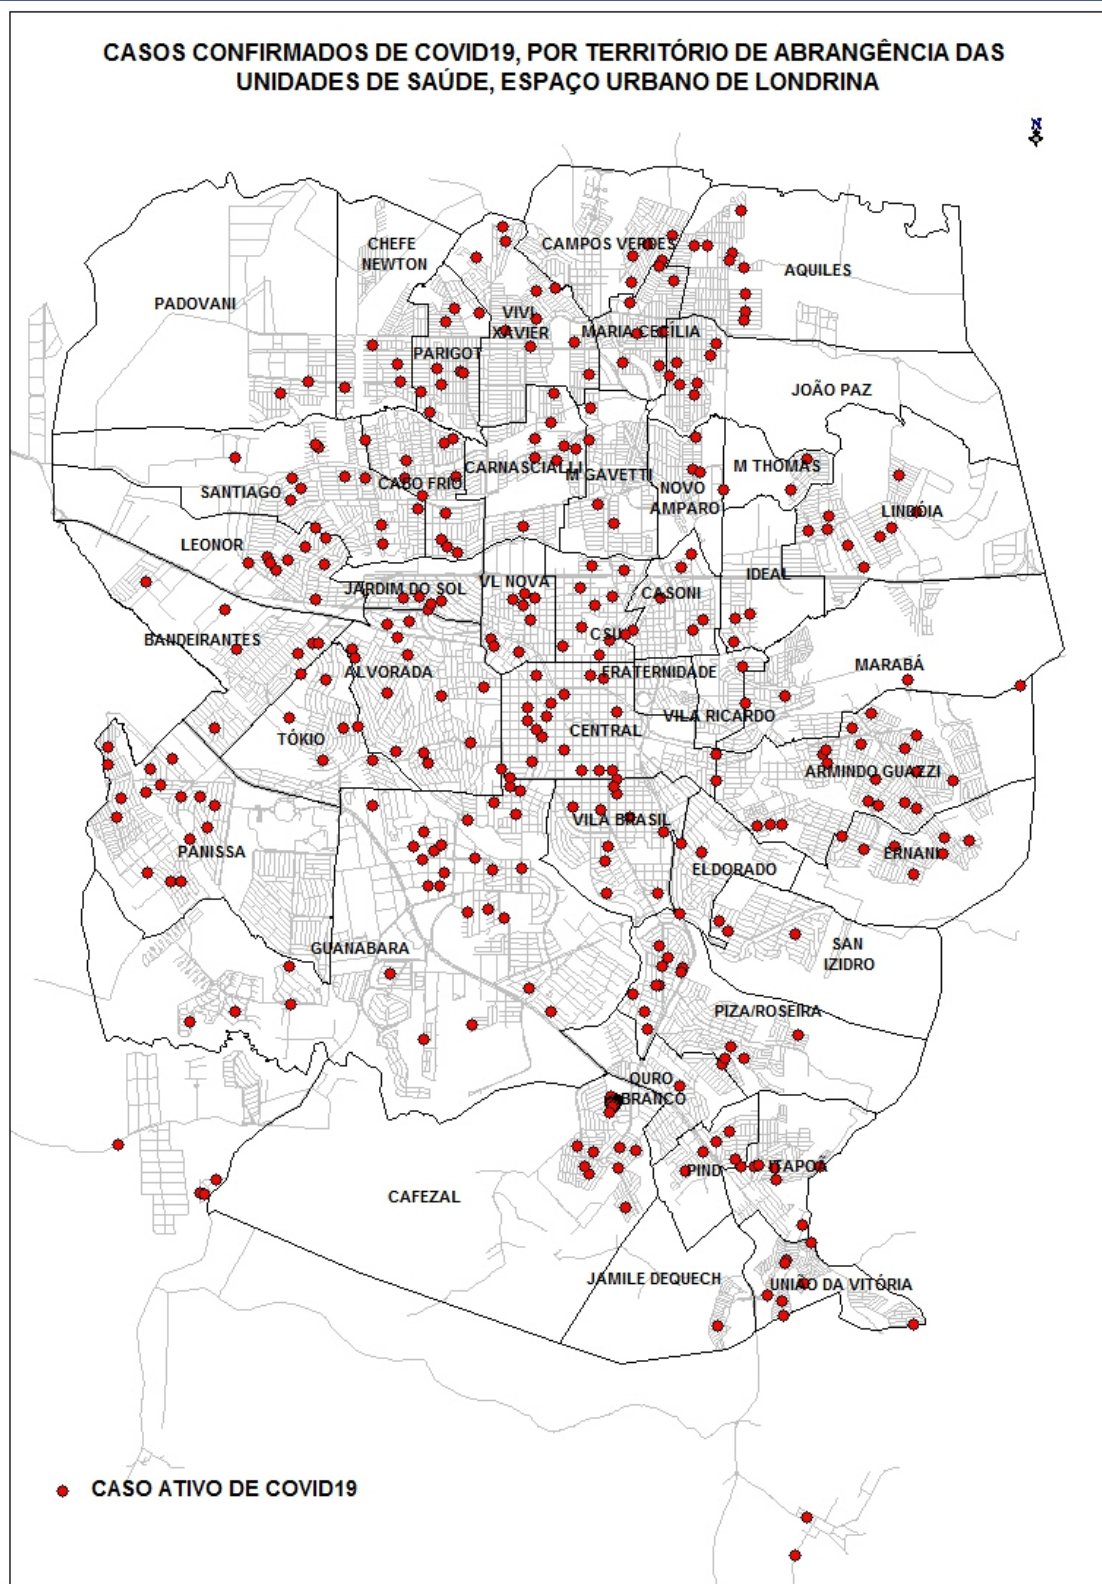 CASOS CONFIRMADOS DE COVID19, POR TERRITÓRIO DE ABRANGÊNCIA DAS
UNIDADES DE SAÚDE, ESPAÇO URBANO DE LONDRINA
N
CHEFE
NEWTON
CAMPOS VERDES
AQUILES
PADOVANI
VIVI
XAVIER
MARIA CECÍLIA
PARIGOT
JOÃO PAZ
CARNASCIALLI
M GAVETTI
M THOMAS
SANTIAGO
CABO FRIO
NOVO
AMPARO
LINDÓIA
LEONOR
IDEAL
JARDIM DO SOL
VL NOVA
CASONI
BANDEIRANTES
CSU
ALVORADA
FRATERNIDADE
MARABÁ
VILA RICARDO
TÓKIO
CENTRAL
ARMINDO GUAZZI
VILA BRASIL
PANISSA
ELDORADO
ERNANI
GUANABARA
SAN
IZIDRO
PIZA/ROSEIRA
OURO
BRANCO
PIND
ITAPOÃ
CAFEZAL
JAMILE DEQUECH
UNIÃO DA VITÓRIA
CASO ATIVO DE COVID19